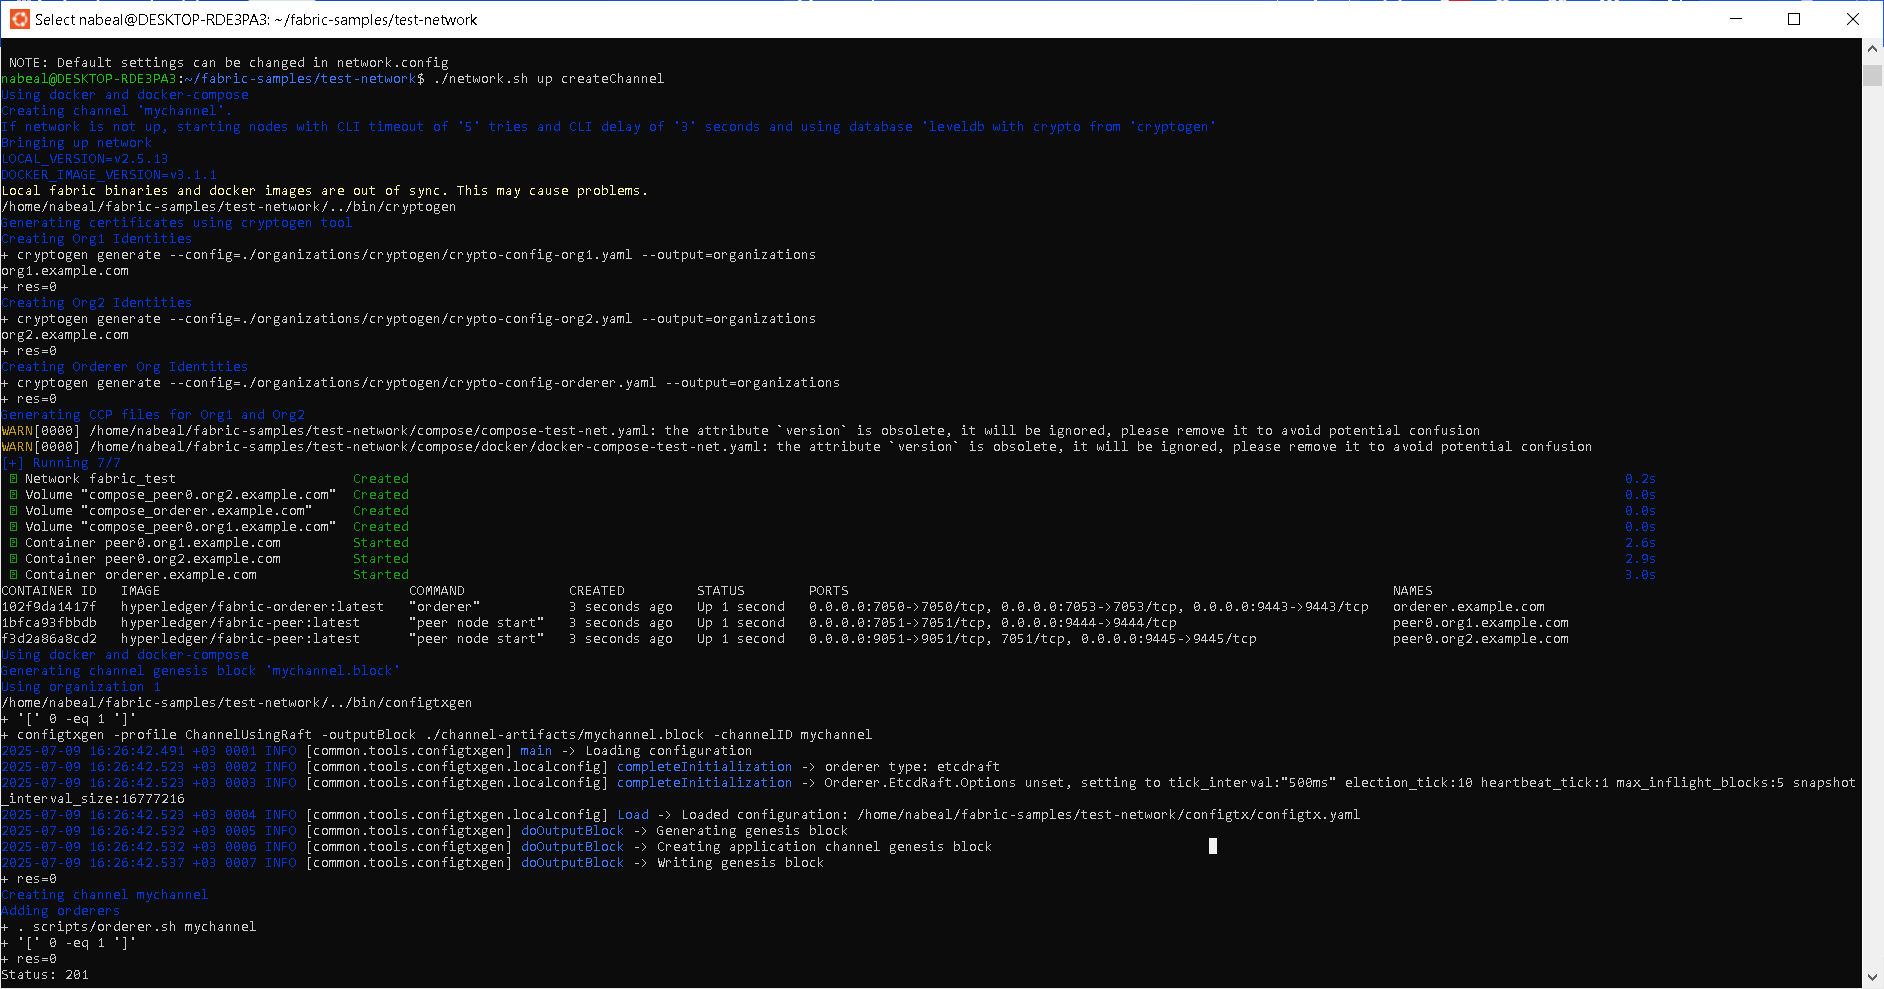 Select nabeal@DESKTOP-RDE3PA3: ~/fabric-samples/test-network
NOTE: Default settings can be changed in network.config
nabeal@DESKTOP-RDE3PA3:~/fabric-samples/test-network$ ./network.sh up createChannel
Using docker and docker-compose
Creating channel 'mychannel'.
If network is not up, starting nodes with CLI timeout of '5' tries and CLI delay of '3' seconds and using database 'leveldb with crypto from 'cryptogen'
Bringing up network
LOCAL_VERSION=v2.5.13
DOCKER_IMAGE_VERSION=v3.1.1
Local fabric binaries and docker images are out of sync. This may cause problems.
/home/nabeal/fabric-samples/test-network/../bin/cryptogen
Generating certificates using cryptogen tool
Creating Org1 Identities
+ cryptogen generate --config=./organizations/cryptogen/crypto-config-org1.yaml --output=organizations
org1.example.com
+ res=0
Creating Org2 Identities
+ cryptogen generate --config=./organizations/cryptogen/crypto-config-org2.yaml --output=organizations
org2.example.com
+ res=0
Creating Orderer Org Identities
+ cryptogen generate --config=./organizations/cryptogen/crypto-config-orderer.yaml --output=organizations
+ res=0
Generating CCP files for Org1 and Org2
WARN[0000] /home/nabeal/fabric-samples/test-network/compose/compose-test-net.yaml: the attribute `version` is obsolete, it will be ignored, please remove it to avoid potential confusion
WARN[0000] /home/nabeal/fabric-samples/test-network/compose/docker/docker-compose-test-net.yaml: the attribute `version` is obsolete, it will be ignored, please remove it to avoid potential confusion
[+] Running 7/7
Network fabric_test Created 0.2s
Volume "compose_peer0.org2.example.com" Created 0.0s
Volume "compose_orderer.example.com" Created 0.0s
Volume "compose_peer0.org1.example.com" Created 0.0s
Container peer0.org1.example.com Started 2.6s
Container peer0.org2.example.com Started 2.9s
Container orderer.example.com Started 3.0s
CONTAINER ID IMAGE COMMAND CREATED STATUS PORTS NAMES
102f9da1417f hyperledger/fabric-orderer:latest "orderer" 3 seconds ago Up 1 second 0.0.0.0:7050->7050/tcp, 0.0.0.0:7053->7053/tcp, 0.0.0.0:9443->9443/tcp orderer.example.com
1bfca93fbbdb hyperledger/fabric-peer:latest "peer node start" 3 seconds ago Up 1 second 0.0.0.0:7051->7051/tcp, 0.0.0.0:9444->9444/tcp peer0.org1.example.com
f3d2a86a8cd2 hyperledger/fabric-peer:latest "peer node start" 3 seconds ago Up 1 second 0.0.0.0:9051->9051/tcp, 7051/tcp, 0.0.0.0:9445->9445/tcp peer0.org2.example.com
Using docker and docker-compose
Generating channel genesis block 'mychannel.block'
Using organization 1
/home/nabeal/fabric-samples/test-network/../bin/configtxgen
+ '[' 0 -eq 1 ']'
+ configtxgen -profile ChannelUsingRaft -outputBlock ./channel-artifacts/mychannel.block -channelID mychannel
2025-07-09 16:26:42.491 +03 0001 INFO [common.tools.configtxgen] main -> Loading configuration
2025-07-09 16:26:42.523 +03 0002 INFO [common.tools.configtxgen.localconfig] completeInitialization -> orderer type: etcdraft
2025-07-09 16:26:42.523 +03 0003 INFO [common.tools.configtxgen.localconfig] completeInitialization -> Orderer.EtcdRaft.Options unset, setting to tick_interval:"500ms" election_tick:10 heartbeat_tick:1 max_inflight_blocks:5 snapshot
_interval_size:16777216
2025-07-09 16:26:42.523 +03 0004 INFO [common.tools.configtxgen.localconfig] Load -> Loaded configuration: /home/nabeal/fabric-samples/test-network/configtx/configtx.yaml
2025-07-09 16:26:42.532 +03 0005 INFO [common.tools.configtxgen] doOutputBlock -> Generating genesis block
2025-07-09 16:26:42.532 +03 0006 INFO [common.tools.configtxgen] doOutputBlock -> Creating application channel genesis block
2025-07-09 16:26:42.537 +03 0007 INFO [common.tools.configtxgen] doOutputBlock -> Writing genesis block
+ res=0
Creating channel mychannel
Adding orderers
+ . scripts/orderer.sh mychannel
+ '[' 0 -eq 1 ']'
+ res=0
Status: 201